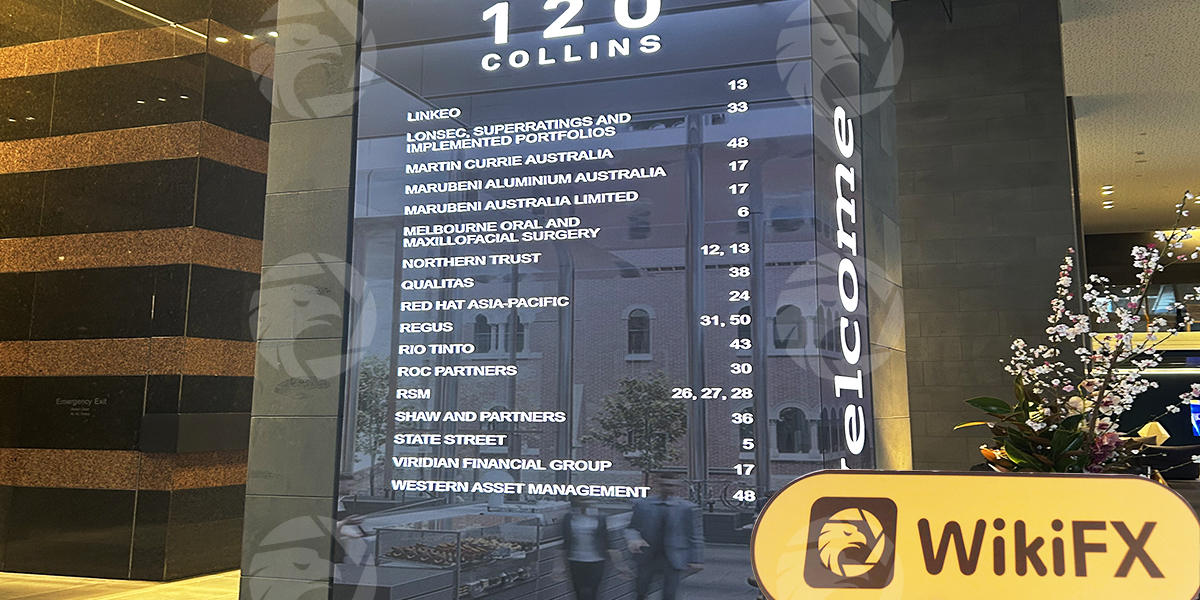 120
COLLINS
LINKEO 13
LONSEC, SUPERRATINGS AND 33
IMPLEMENTED PORTFOLIOS
MARTIN CURRIE AUSTRALIA 48
MARUBENI ALUMINIUM AUSTRALIA 17
MARUBENI AUSTRALIA LIMITED 17
MELBOURNE ORAL AND 6
MAXILLOFACIAL SURGERY
NORTHERN TRUST 12, 13
QUALITAS 38
RED HAT ASIA-PACIFIC 24
REGUS 31, 50
RIO TINTO 43
ROC PARTNERS 30
RSM 26, 27, 28
SHAW AND PARTNERS 36
STATE STREET 5
VIRIDIAN FINANCIAL GROUP 17
WESTERN ASSET MANAGEMENT 48
welcome
Emergency Exit
WikiFX